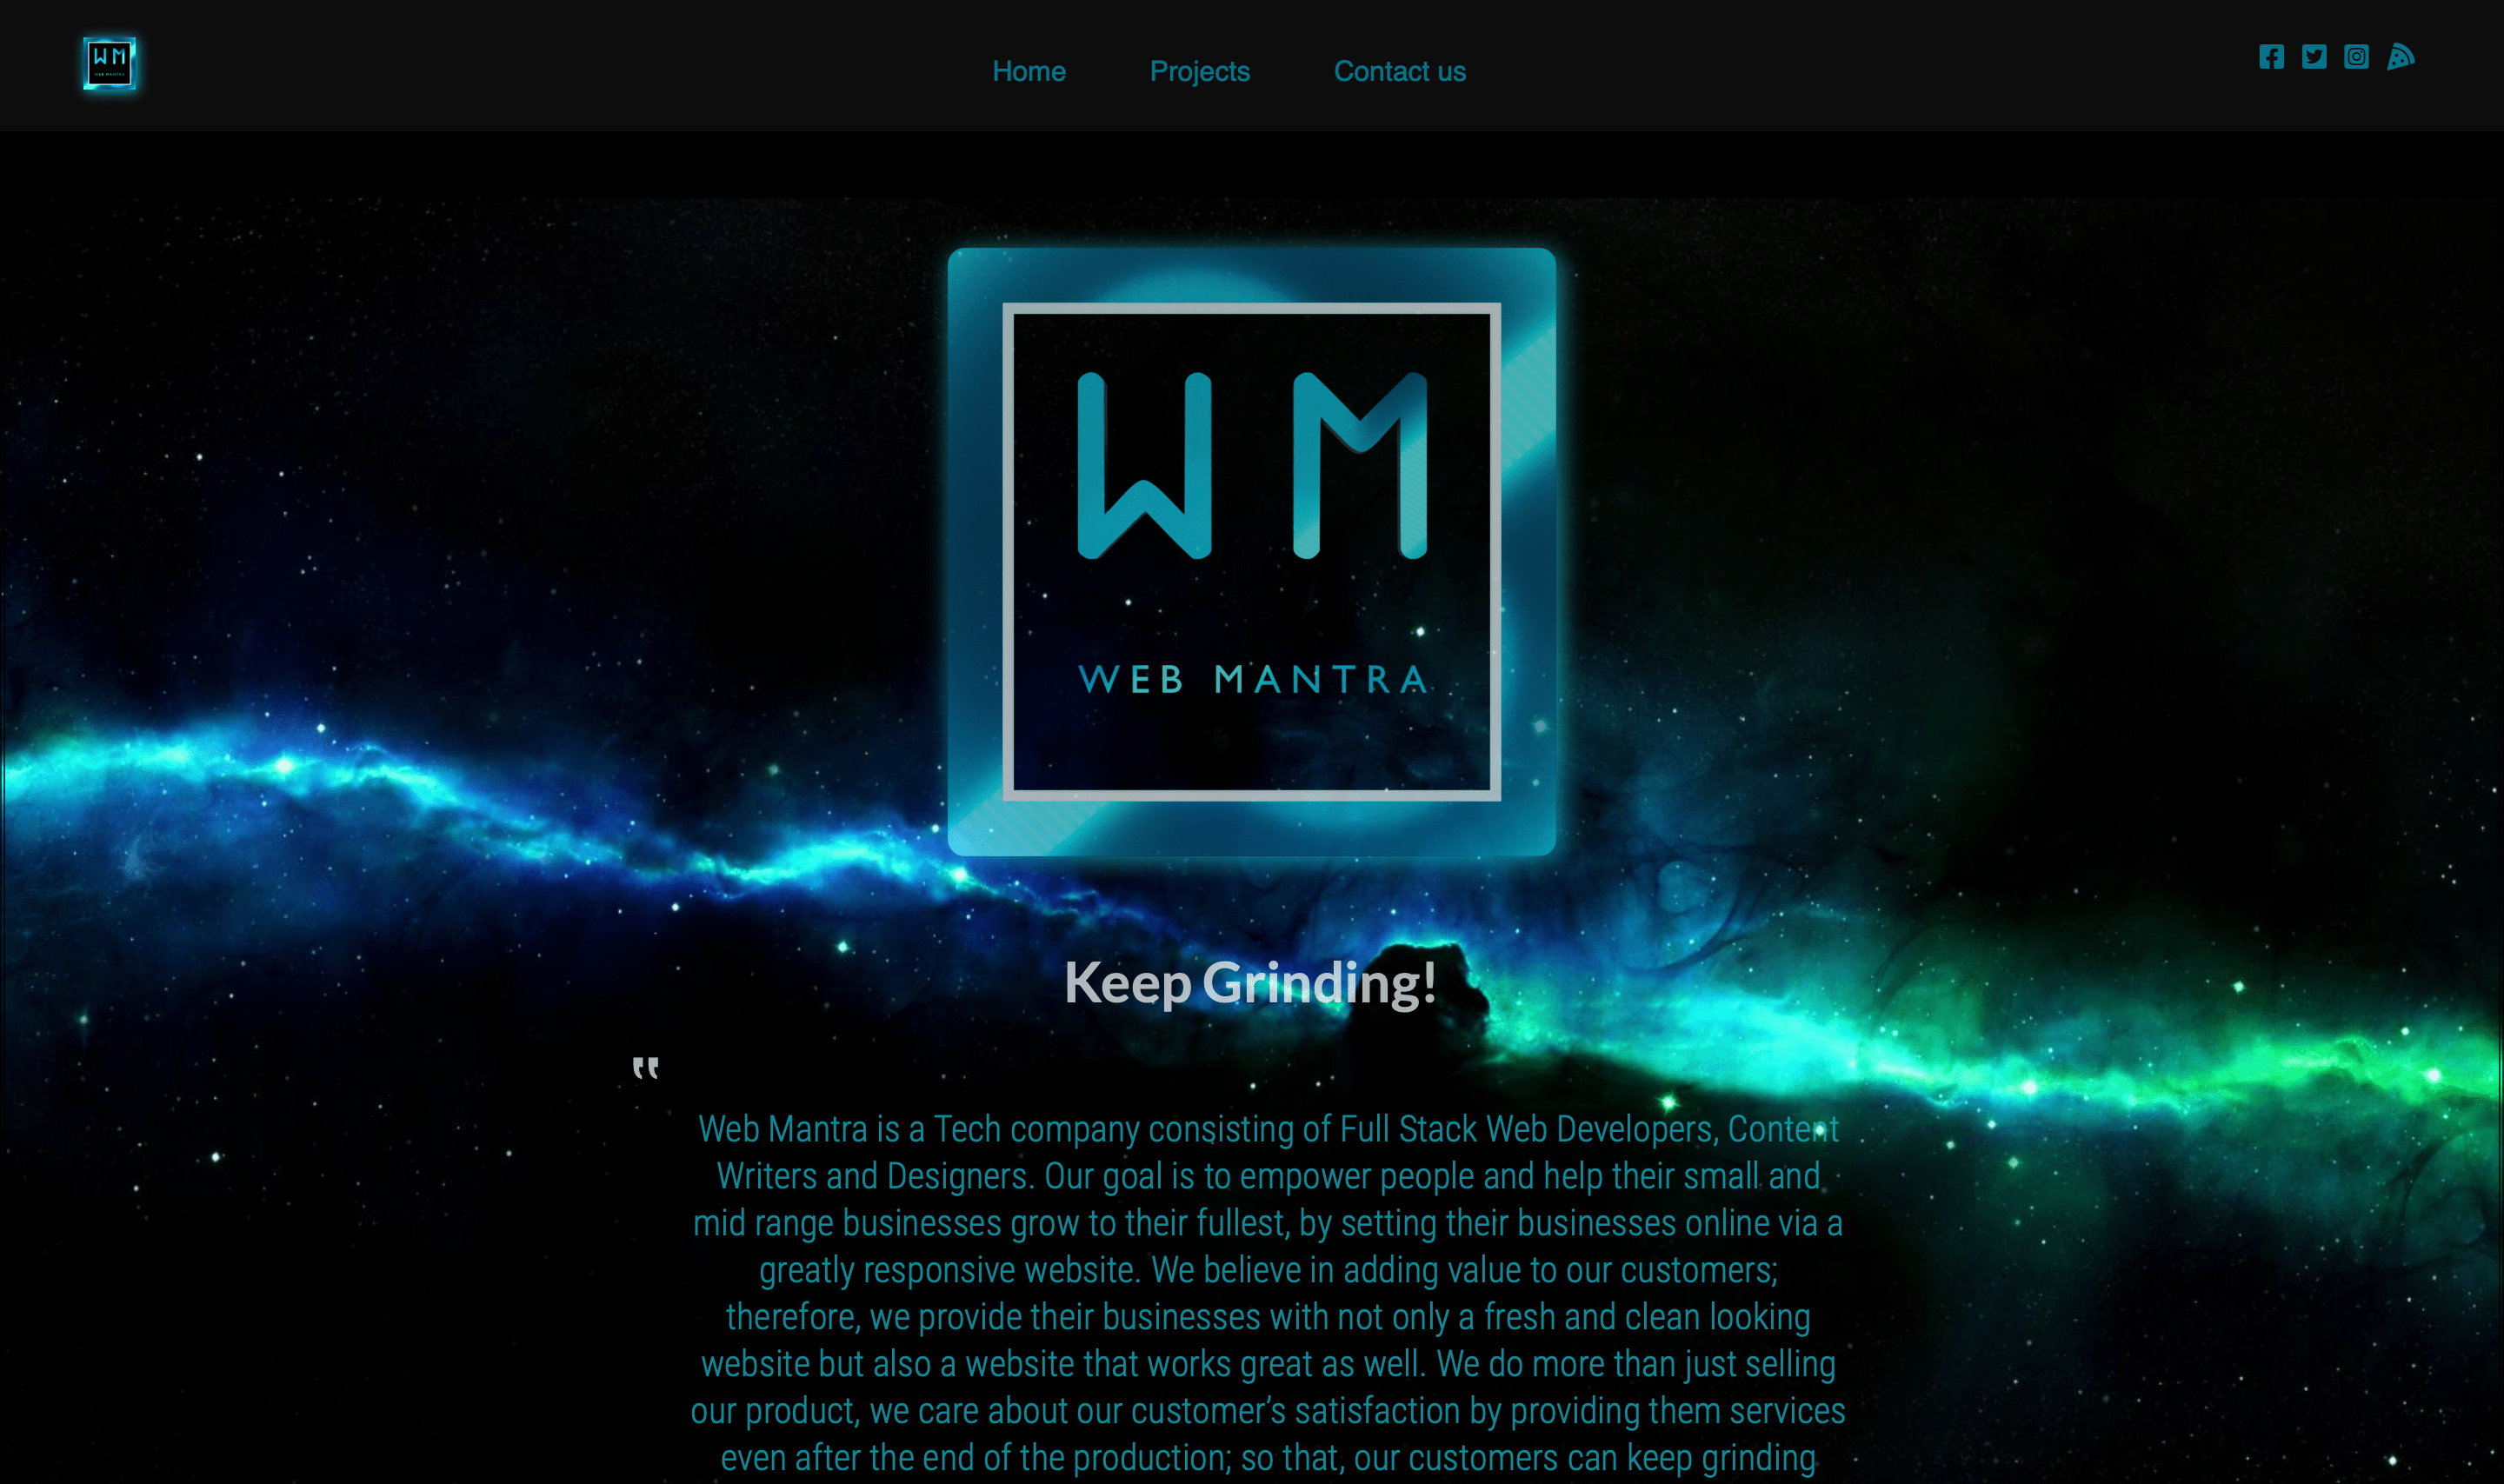 WM
WEB MANTRA
Home Projects Contact us
WM
WEB MANTRA
Keep Grinding!
"
Web Mantra is a Tech company consisting of Full Stack Web Developers, Content
Writers and Designers. Our goal is to empower people and help their small and
mid range businesses grow to their fullest, by setting their businesses online via a
greatly responsive website. We believe in adding value to our customers;
therefore, we provide their businesses with not only a fresh and clean looking
website but also a website that works great as well. We do more than just selling
our product, we care about our customer’s satisfaction by providing them services
even after the end of the production; so that, our customers can keep grinding